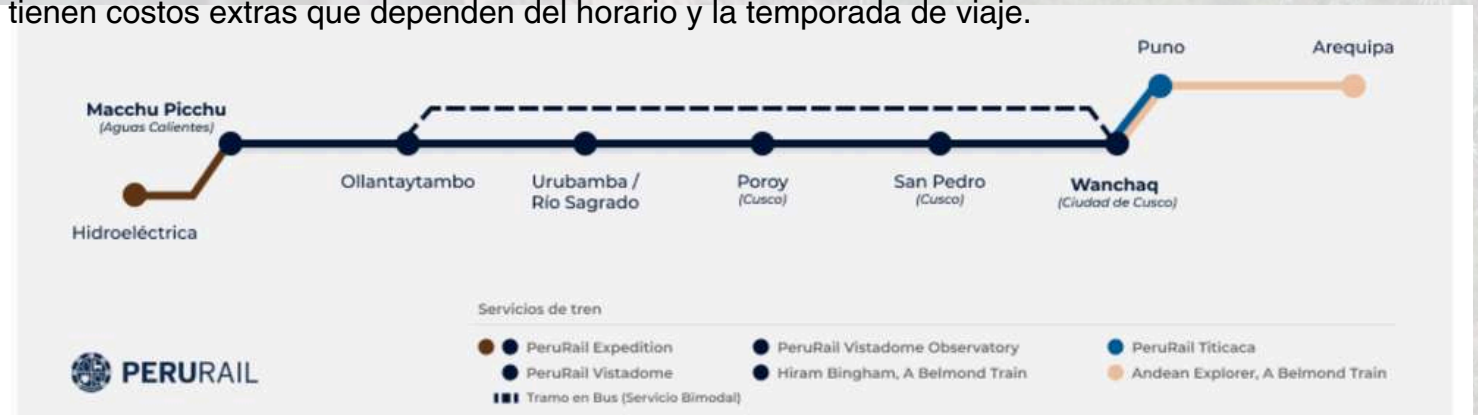 tienen costos extras que dependen del horario y la temporada de viaje.
Puno
Arequipa
Macchu Picchu
(Aguas Calientes)
Ollantaytambo
Urubamba /
Río Sagrado
Poroy
(Cusco)
San Pedro
(Cusco)
Wanchaq
(Ciudad de Cusco)
Hidroeléctrica
Servicios de tren
PeruRail Expedition
PeruRail Vistadome Observatory
PeruRail Titicaca
PeruRail Vistadome
Hiram Bingham, A Belmond Train
Andean Explorer, A Belmond Train
Tramo en Bus (Servicio Bimodal)
PERURAIL